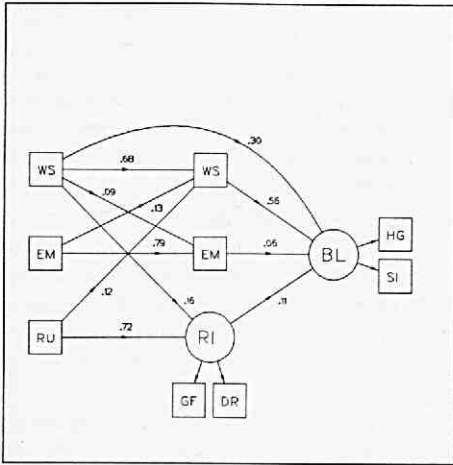 .30
WS
.68
WS
.09
.56
.13
HG
EM
.79
EM
.06
BL
SI
.12
.16
.11
RU
.72
RI
GF
DR